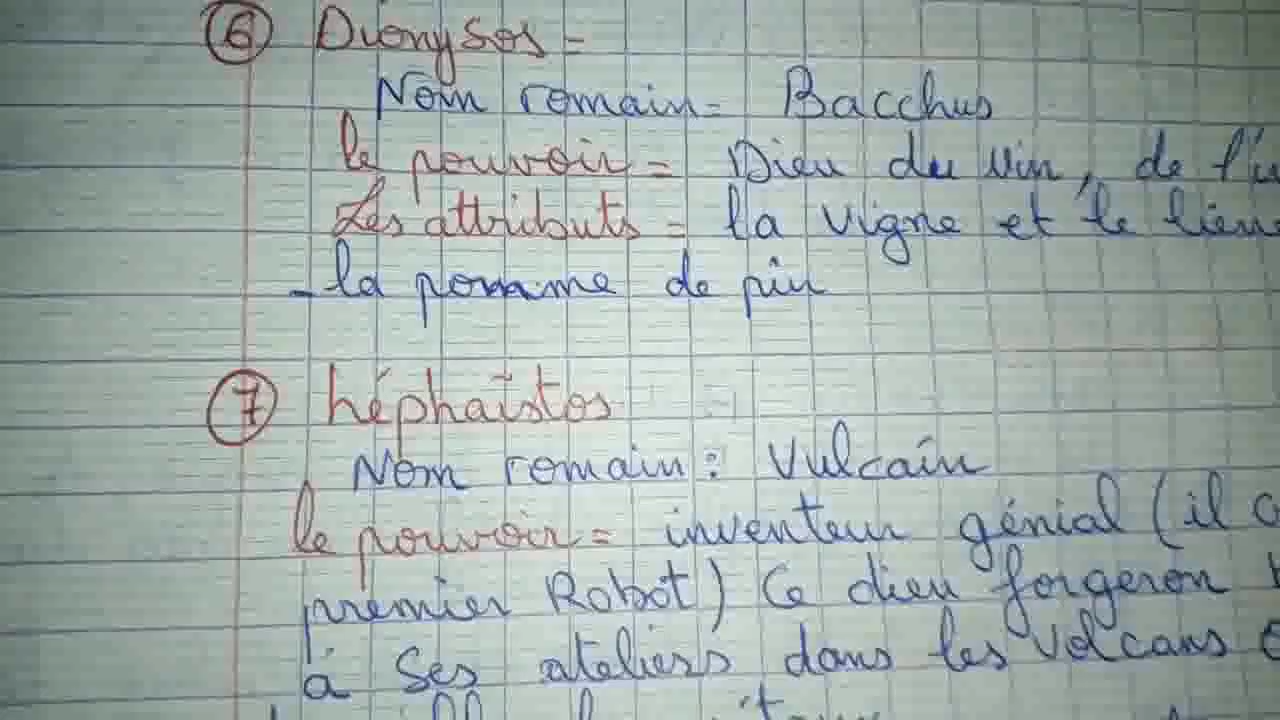 6 Dionysos =
Nom romain = Bacchus
le pouvoir = Dieu du vin, de
Les attributs = la vigne et le
- la pomme de pin
7 héphaïstos
Nom romain : Vulcain
le pouvoir = inventeur génial (il
premier Robot) Ce dieu forgeron
à ses ateliers dans les volcans